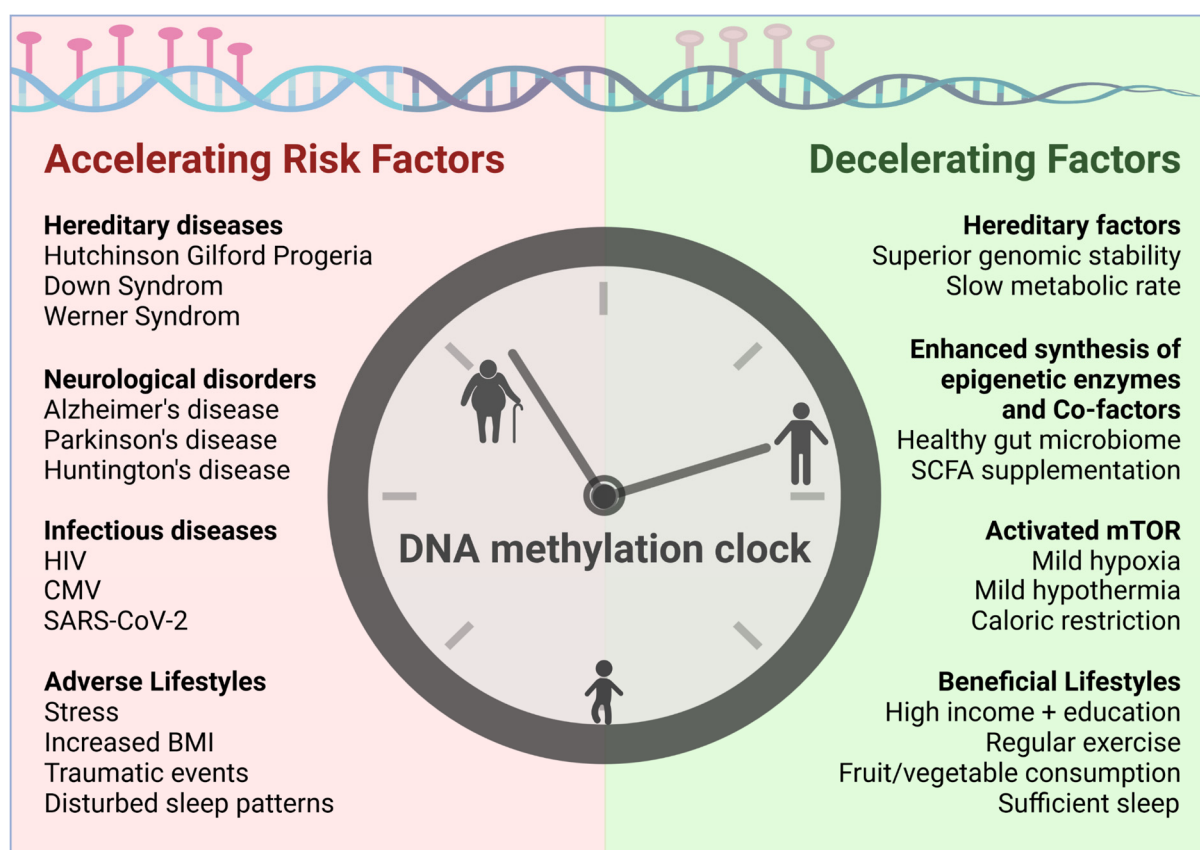 Accelerating Risk Factors
Hereditary diseases
Hutchinson Gilford Progeria
Down Syndrom
Werner Syndrom
Neurological disorders
Alzheimer's disease
Parkinson's disease
Huntington's disease
Infectious diseases
HIV
CMV
SARS-CoV-2
Adverse Lifestyles
Stress
Increased BMI
Traumatic events
Disturbed sleep patterns
DNA methylation clock
Decelerating Factors
Hereditary factors
Superior genomic stability
Slow metabolic rate
Enhanced synthesis of
epigenetic enzymes
and Co-factors
Healthy gut microbiome
SCFA supplementation
Activated mTOR
Mild hypoxia
Mild hypothermia
Caloric restriction
Beneficial Lifestyles
High income + education
Regular exercise
Fruit/vegetable consumption
Sufficient sleep